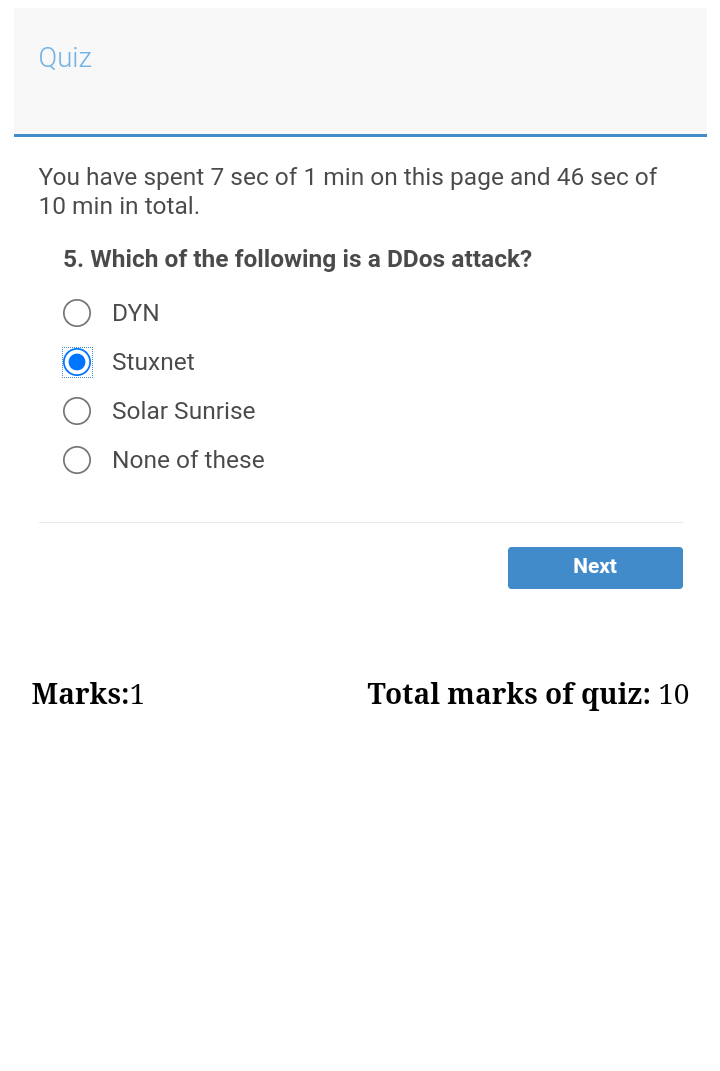 Quiz
You have spent 7 sec of 1 min on this page and 46 sec of
10 min in total.
5. Which of the following is a DDos attack?
DYN
Stuxnet
Solar Sunrise
None of these
Next
Marks:1 Total marks of quiz: 10